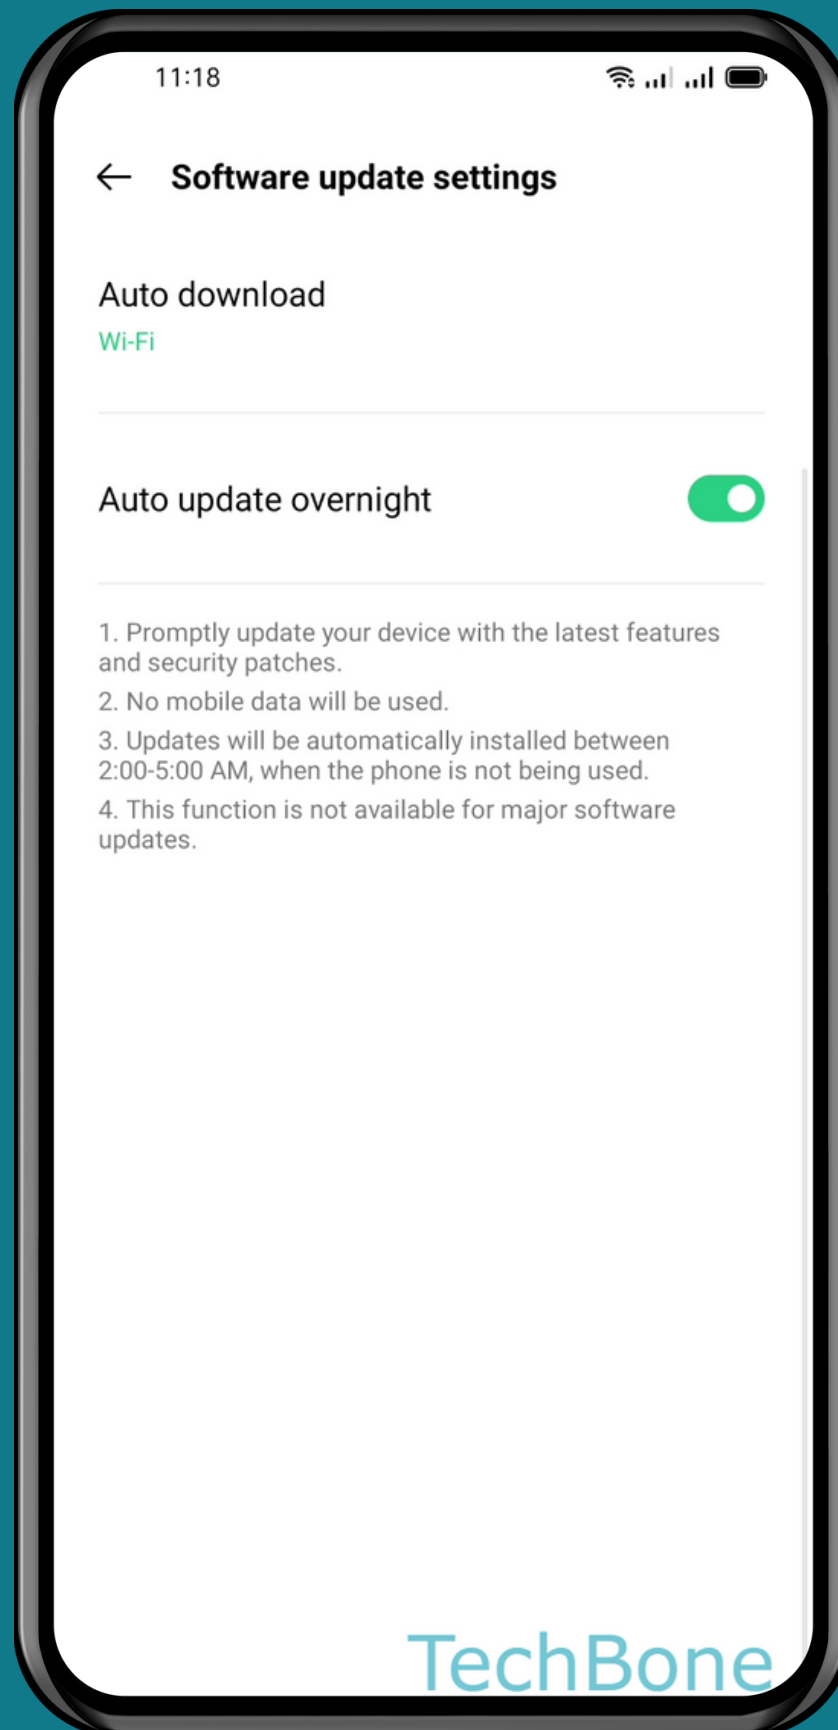 11:18
Software update settings
Auto download
Wi-Fi
Auto update overnight
1. Promptly update your device with the latest features
and security patches.
2. No mobile data will be used.
3. Updates will be automatically installed between
2:00-5:00 AM, when the phone is not being used.
4. This function is not available for major software
updates.
TechBone